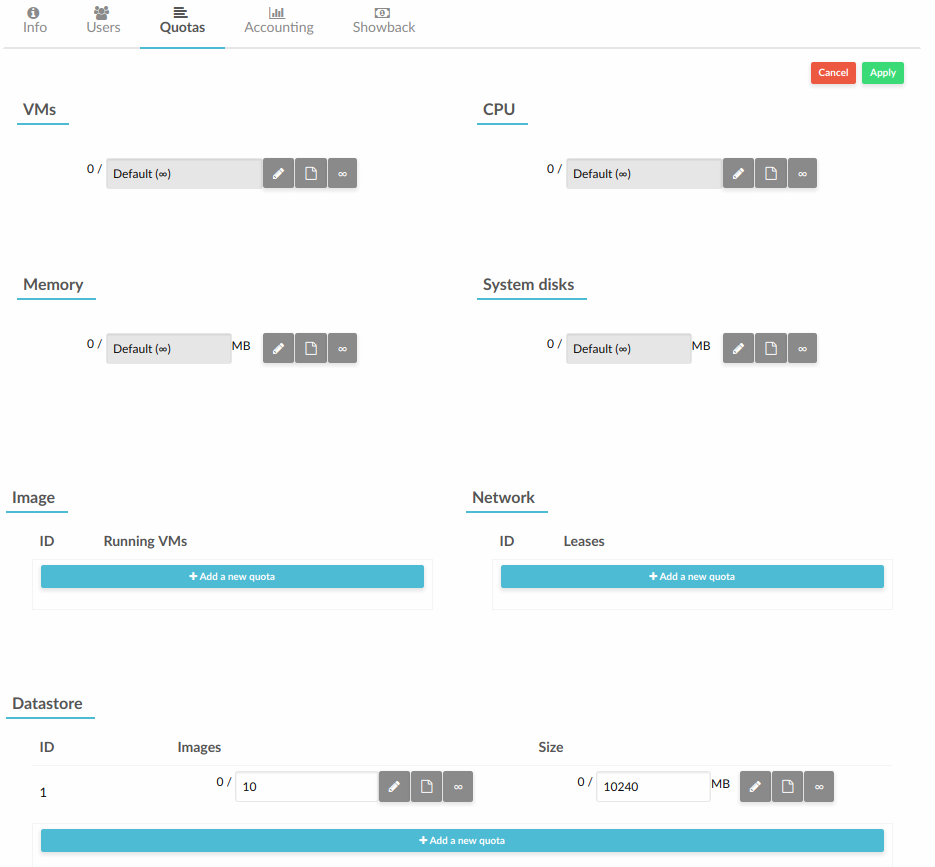 Info Users Quotas Accounting Showback
Cancel Apply
VMs CPU
0 / Default (∞) ∞ 0 / Default (∞) ∞
Memory System disks
0 / Default (∞) MB ∞ 0 / Default (∞) MB ∞
Image Network
ID Running VMs ID Leases
+ Add a new quota + Add a new quota
Datastore
ID Images Size
1 0 / 10 ∞ 0 / 10240 MB ∞
+ Add a new quota